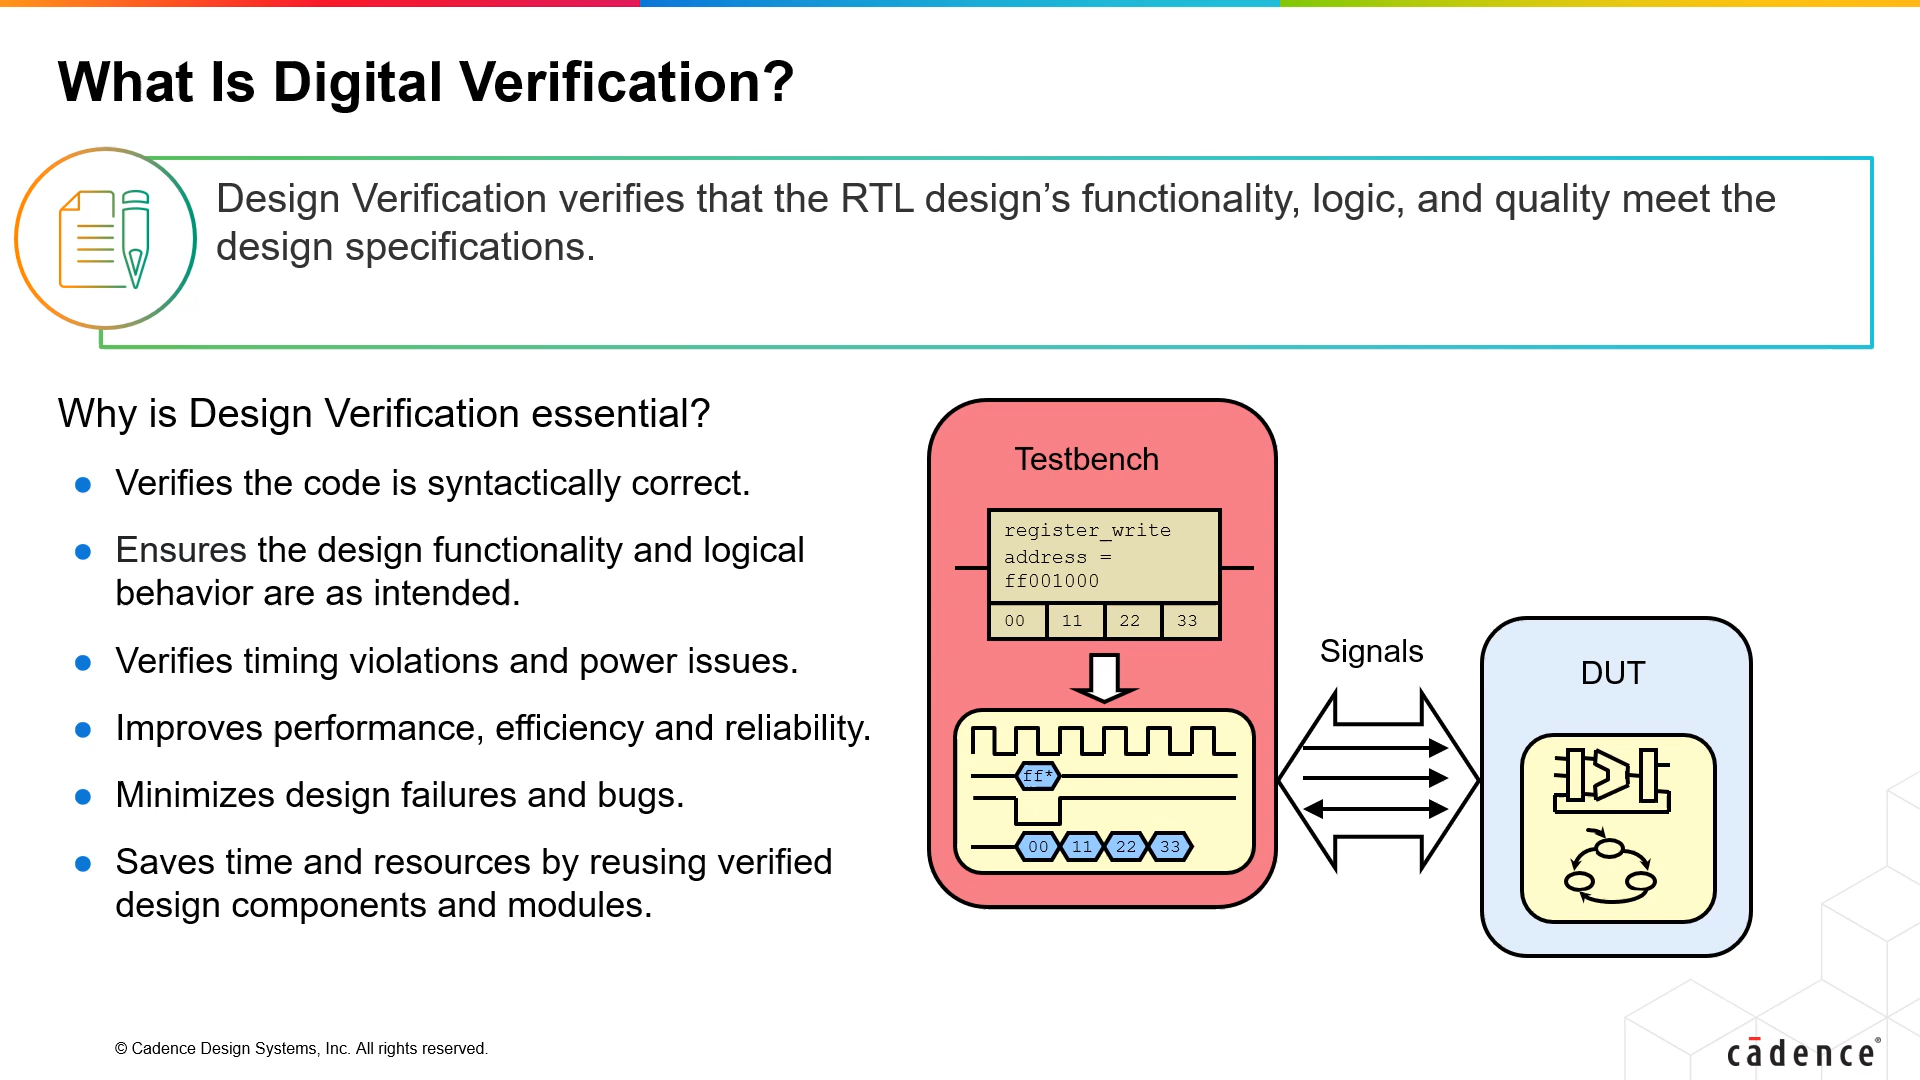 What Is Digital Verification?
Design Verification verifies that the RTL design’s functionality, logic, and quality meet the
design specifications.
Why is Design Verification essential?
● Verifies the code is syntactically correct.
● Ensures the design functionality and logical
behavior are as intended.
● Verifies timing violations and power issues.
● Improves performance, efficiency and reliability.
● Minimizes design failures and bugs.
● Saves time and resources by reusing verified
design components and modules.
Testbench
register_write
address =
ff001000
00 11 22 33
ff*
00 11 22 33
Signals
DUT
© Cadence Design Systems, Inc. All rights reserved.
cādence®